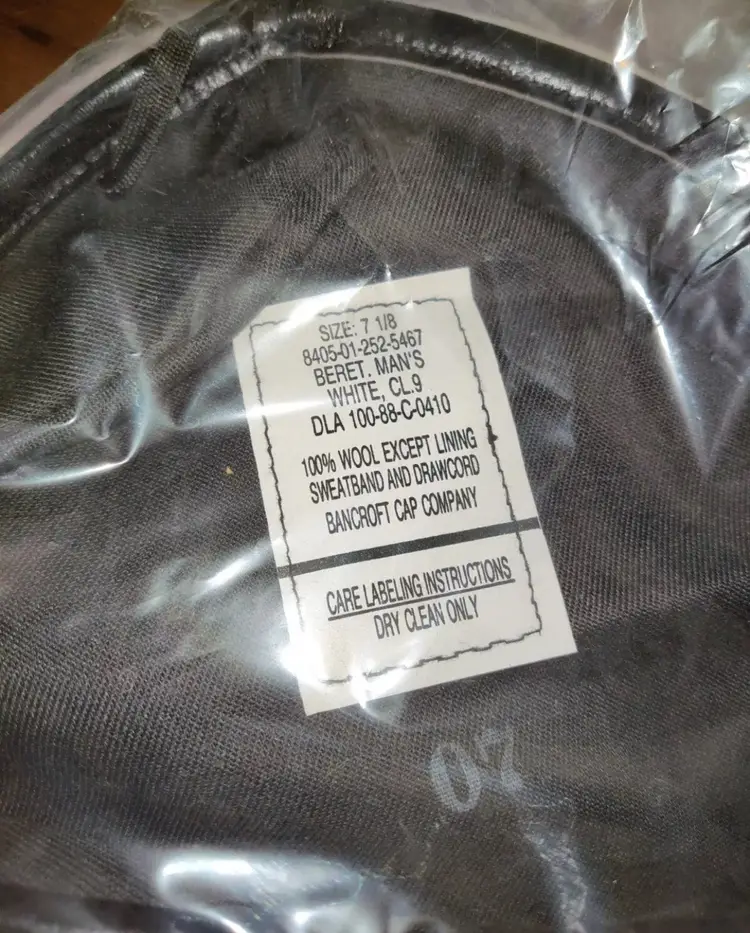 SIZE: 7 1/8
8405-01-252-5467
BERET. MAN'S
WHITE, CL.9
DLA 100-88-C-0410
100% WOOL EXCEPT LINING
SWEATBAND AND DRAWCORD
BANCROFT CAP COMPANY
CARE LABELING INSTRUCTIONS
DRY CLEAN ONLY
07